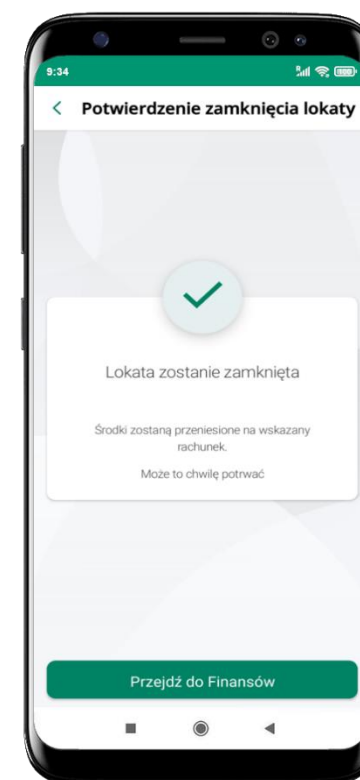 9:34
Potwierdzenie zamknięcia lokaty
Lokata zostanie zamknięta
Środki zostaną przeniesione na wskazany
rachunek.
Może to chwilę potrwać
Przejdź do Finansów